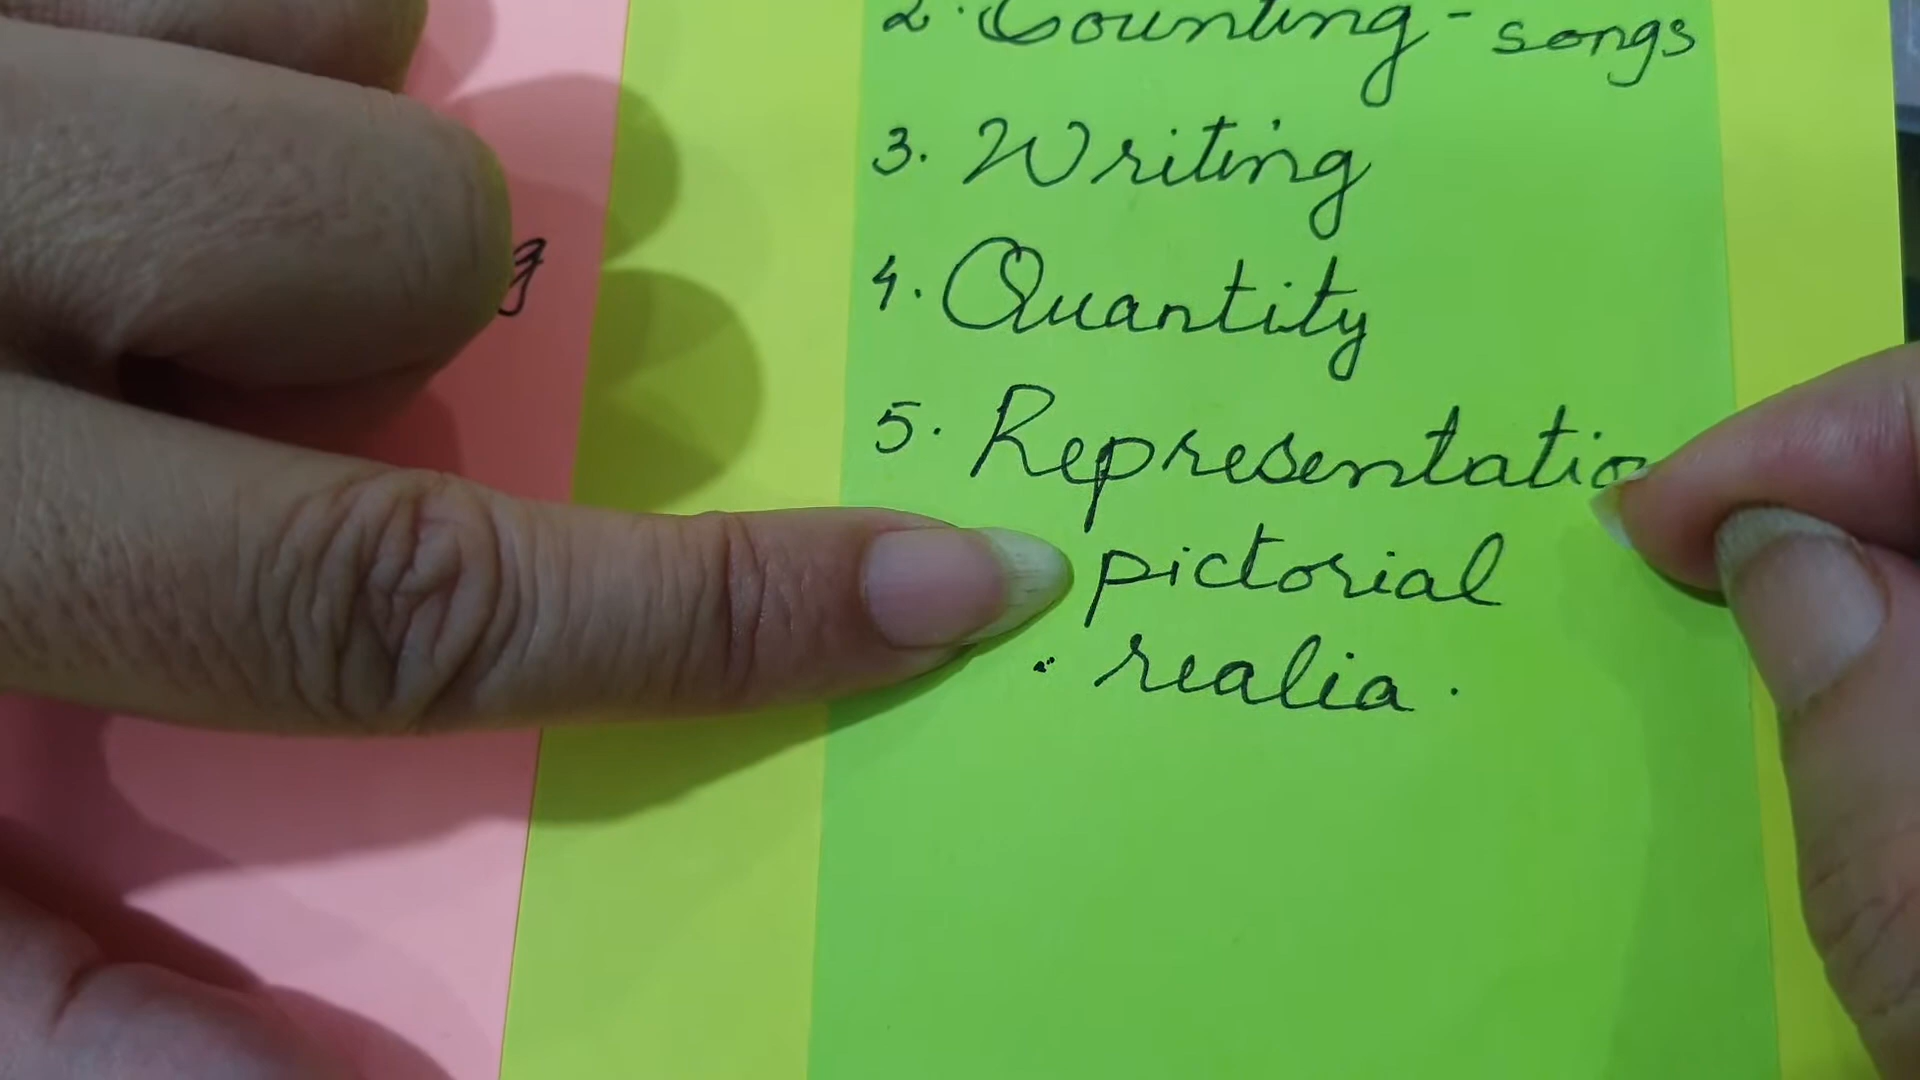 2. Counting - songs
3. Writing
4. Quantity
5. Representatio
pictorial
. realia .
g